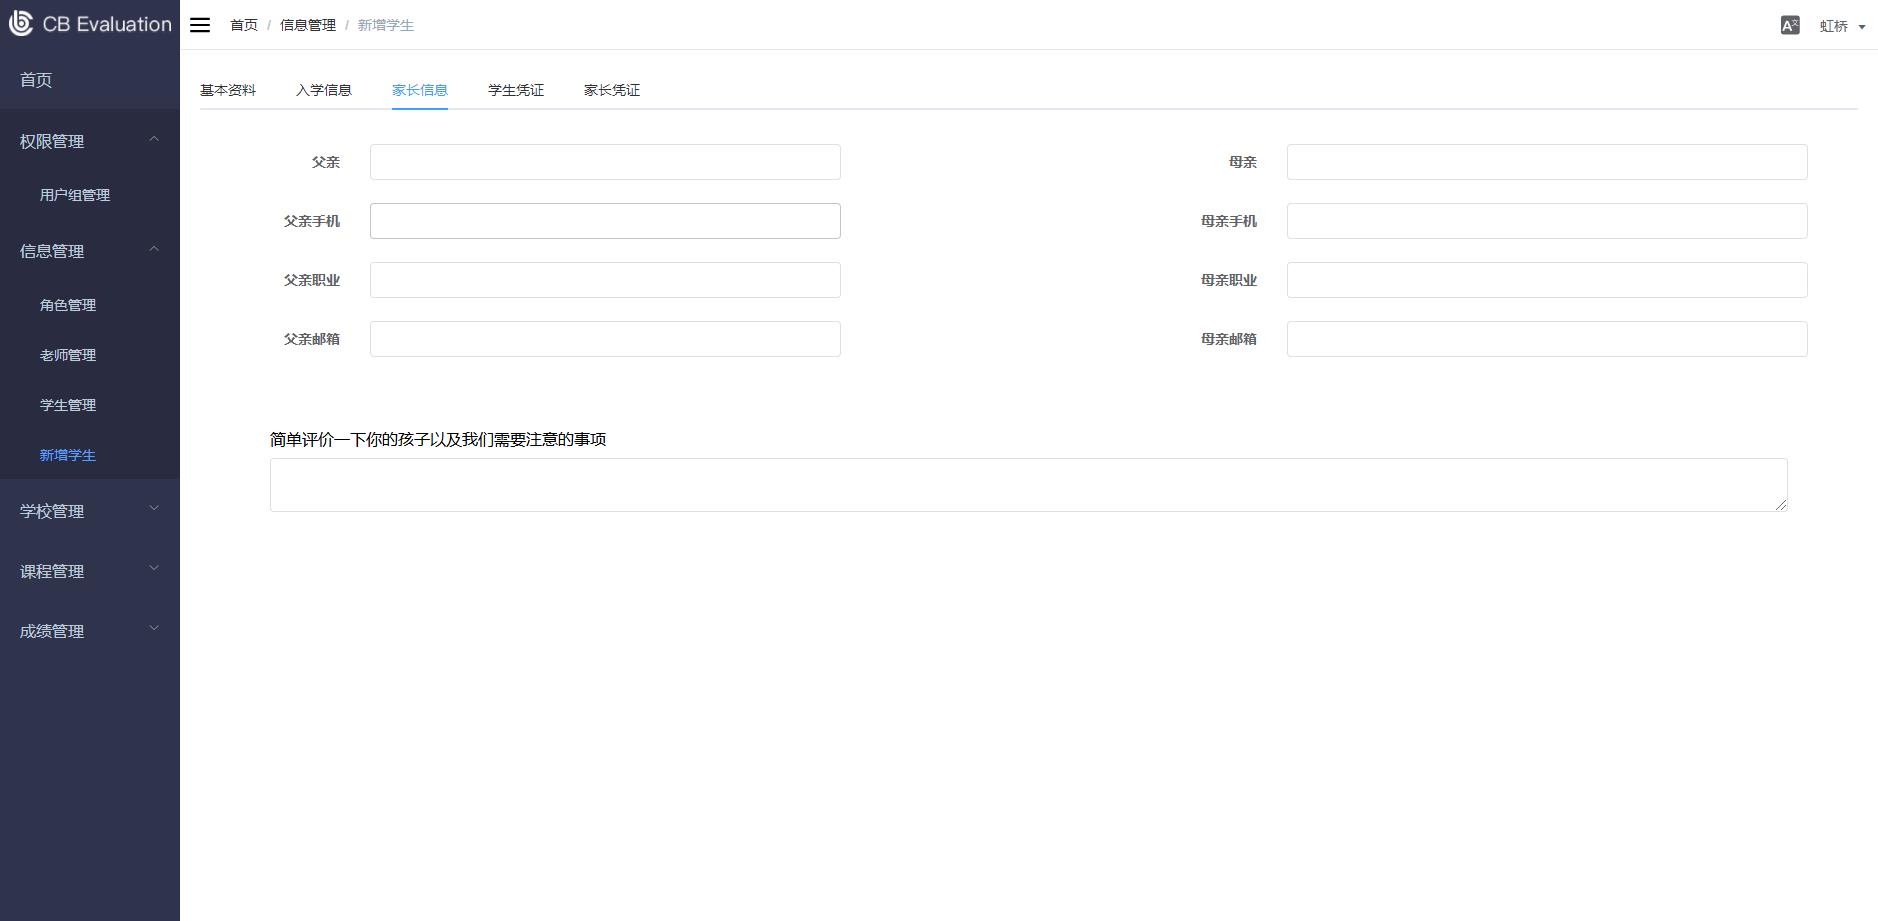 CB Evaluation
首页 / 信息管理 / 新增学生
虹桥
首页
权限管理
用户组管理
信息管理
角色管理
老师管理
学生管理
新增学生
学校管理
课程管理
成绩管理
基本资料 入学信息 家长信息 学生凭证 家长凭证
父亲 母亲
父亲手机 母亲手机
父亲职业 母亲职业
父亲邮箱 母亲邮箱
简单评价一下你的孩子以及我们需要注意的事项